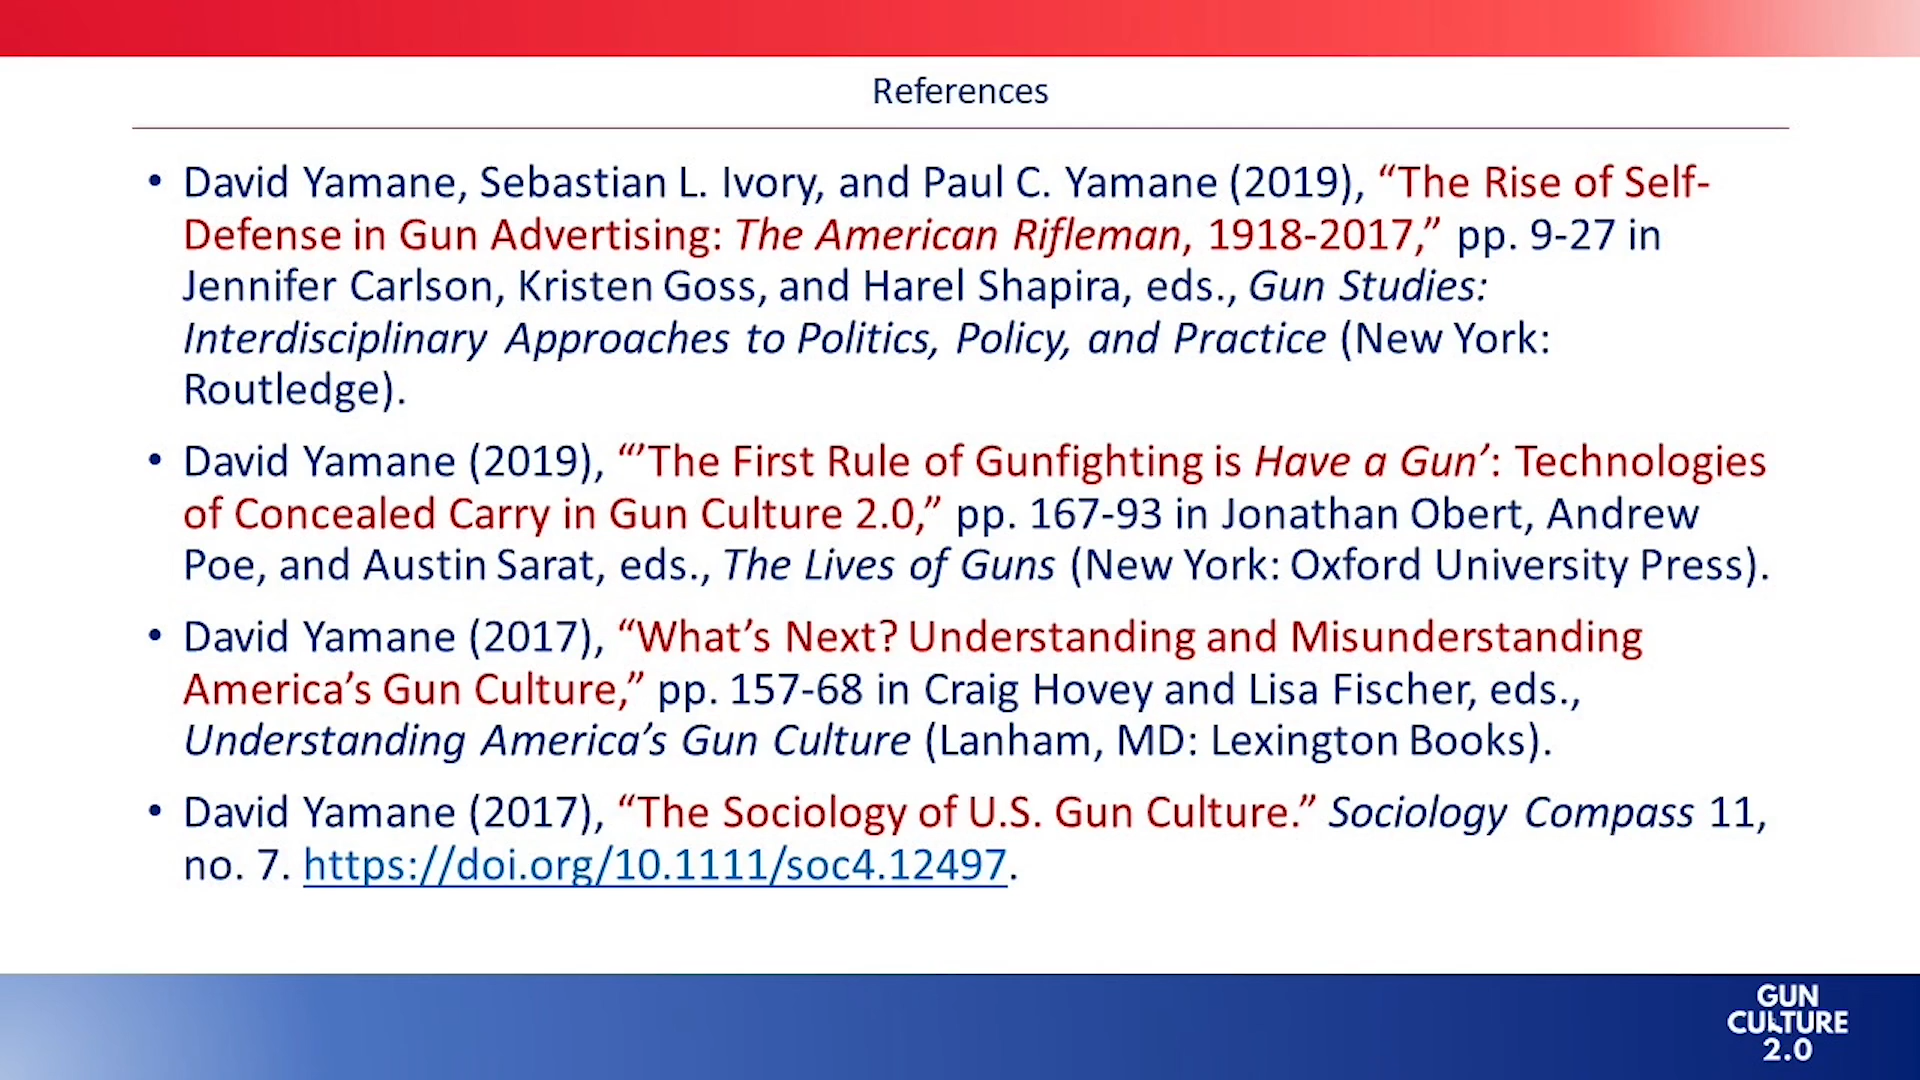 References
• David Yamane, Sebastian L. Ivory, and Paul C. Yamane (2019), “The Rise of Self-
Defense in Gun Advertising: The American Rifleman, 1918-2017,” pp. 9-27 in
Jennifer Carlson, Kristen Goss, and Harel Shapira, eds., Gun Studies:
Interdisciplinary Approaches to Politics, Policy, and Practice (New York:
Routledge).
• David Yamane (2019), “’The First Rule of Gunfighting is Have a Gun’: Technologies
of Concealed Carry in Gun Culture 2.0,” pp. 167-93 in Jonathan Obert, Andrew
Poe, and Austin Sarat, eds., The Lives of Guns (New York: Oxford University Press).
• David Yamane (2017), “What’s Next? Understanding and Misunderstanding
America’s Gun Culture,” pp. 157-68 in Craig Hovey and Lisa Fischer, eds.,
Understanding America’s Gun Culture (Lanham, MD: Lexington Books).
• David Yamane (2017), “The Sociology of U.S. Gun Culture.” Sociology Compass 11,
no. 7. https://doi.org/10.1111/soc4.12497.
GUN
CULTURE
2.0